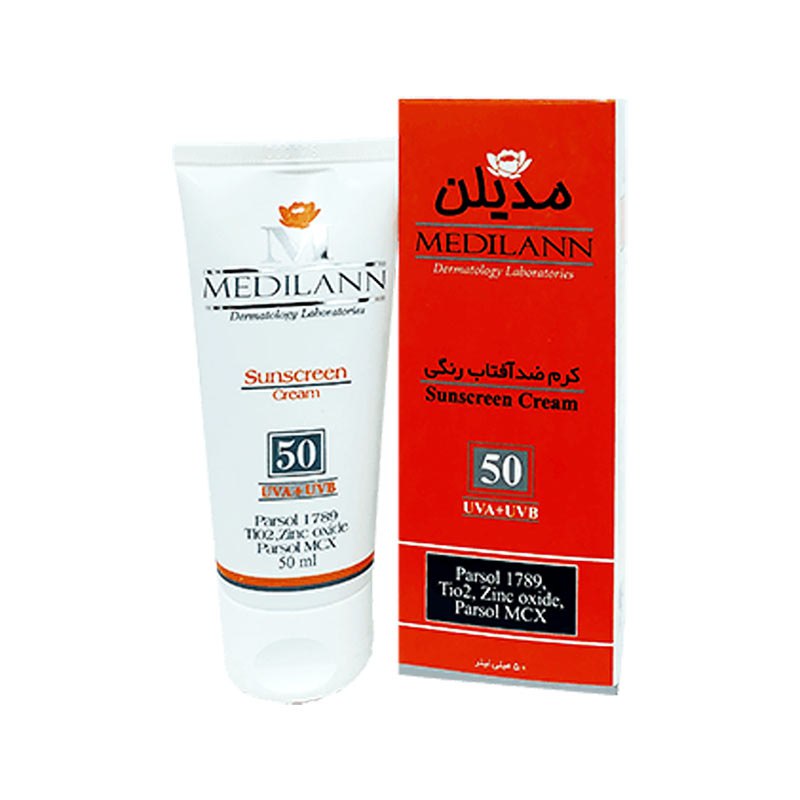 M
MEDILANN
Dermatology Laboratories
Sunscreen
Cream
50
UVA+UVB
Parsol 1789
TiO2, Zinc oxide
Parsol MCX
50 ml
مدیلن
MEDILANN
Dermatology Laboratories
کرم ضدآفتاب رنگی
Sunscreen Cream
50
UVA+UVB
Parsol 1789,
Tio2, Zinc oxide,
Parsol MCX
۵۰ میلی لیتر